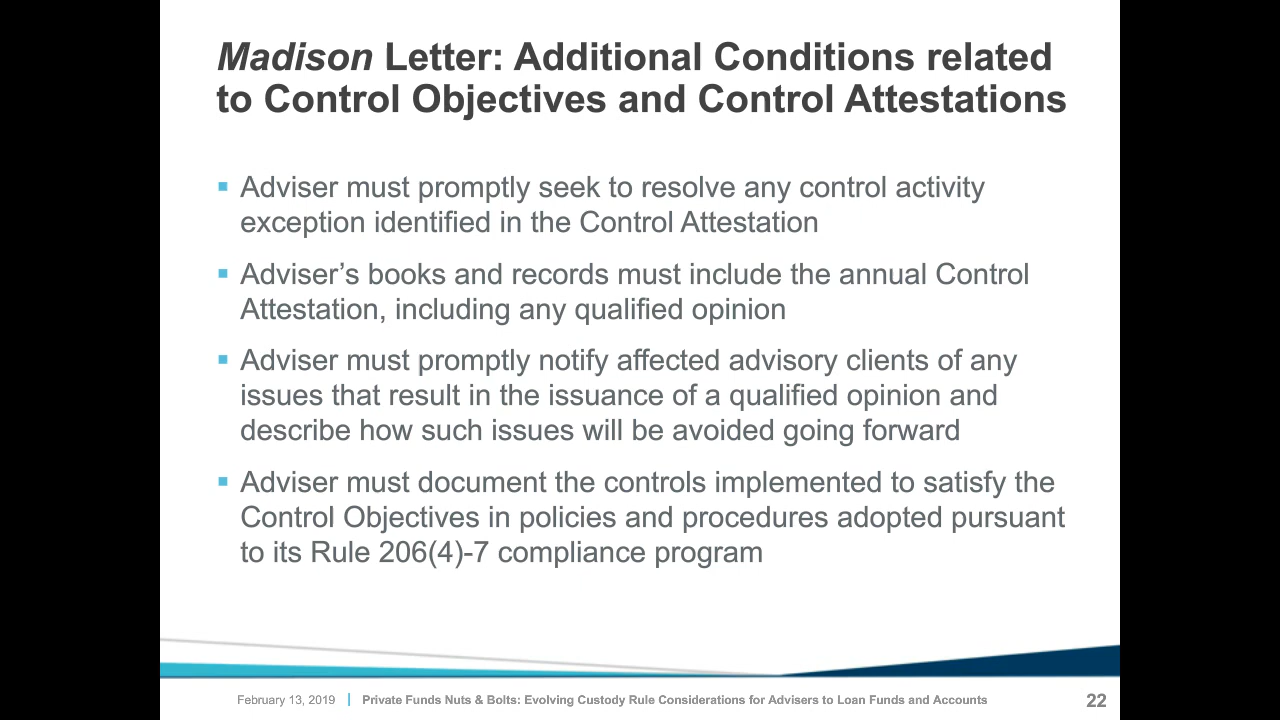 Madison Letter: Additional Conditions related
to Control Objectives and Control Attestations
▪ Adviser must promptly seek to resolve any control activity
exception identified in the Control Attestation
▪ Adviser’s books and records must include the annual Control
Attestation, including any qualified opinion
▪ Adviser must promptly notify affected advisory clients of any
issues that result in the issuance of a qualified opinion and
describe how such issues will be avoided going forward
▪ Adviser must document the controls implemented to satisfy the
Control Objectives in policies and procedures adopted pursuant
to its Rule 206(4)-7 compliance program
February 13, 2019 | Private Funds Nuts & Bolts: Evolving Custody Rule Considerations for Advisers to Loan Funds and Accounts 22